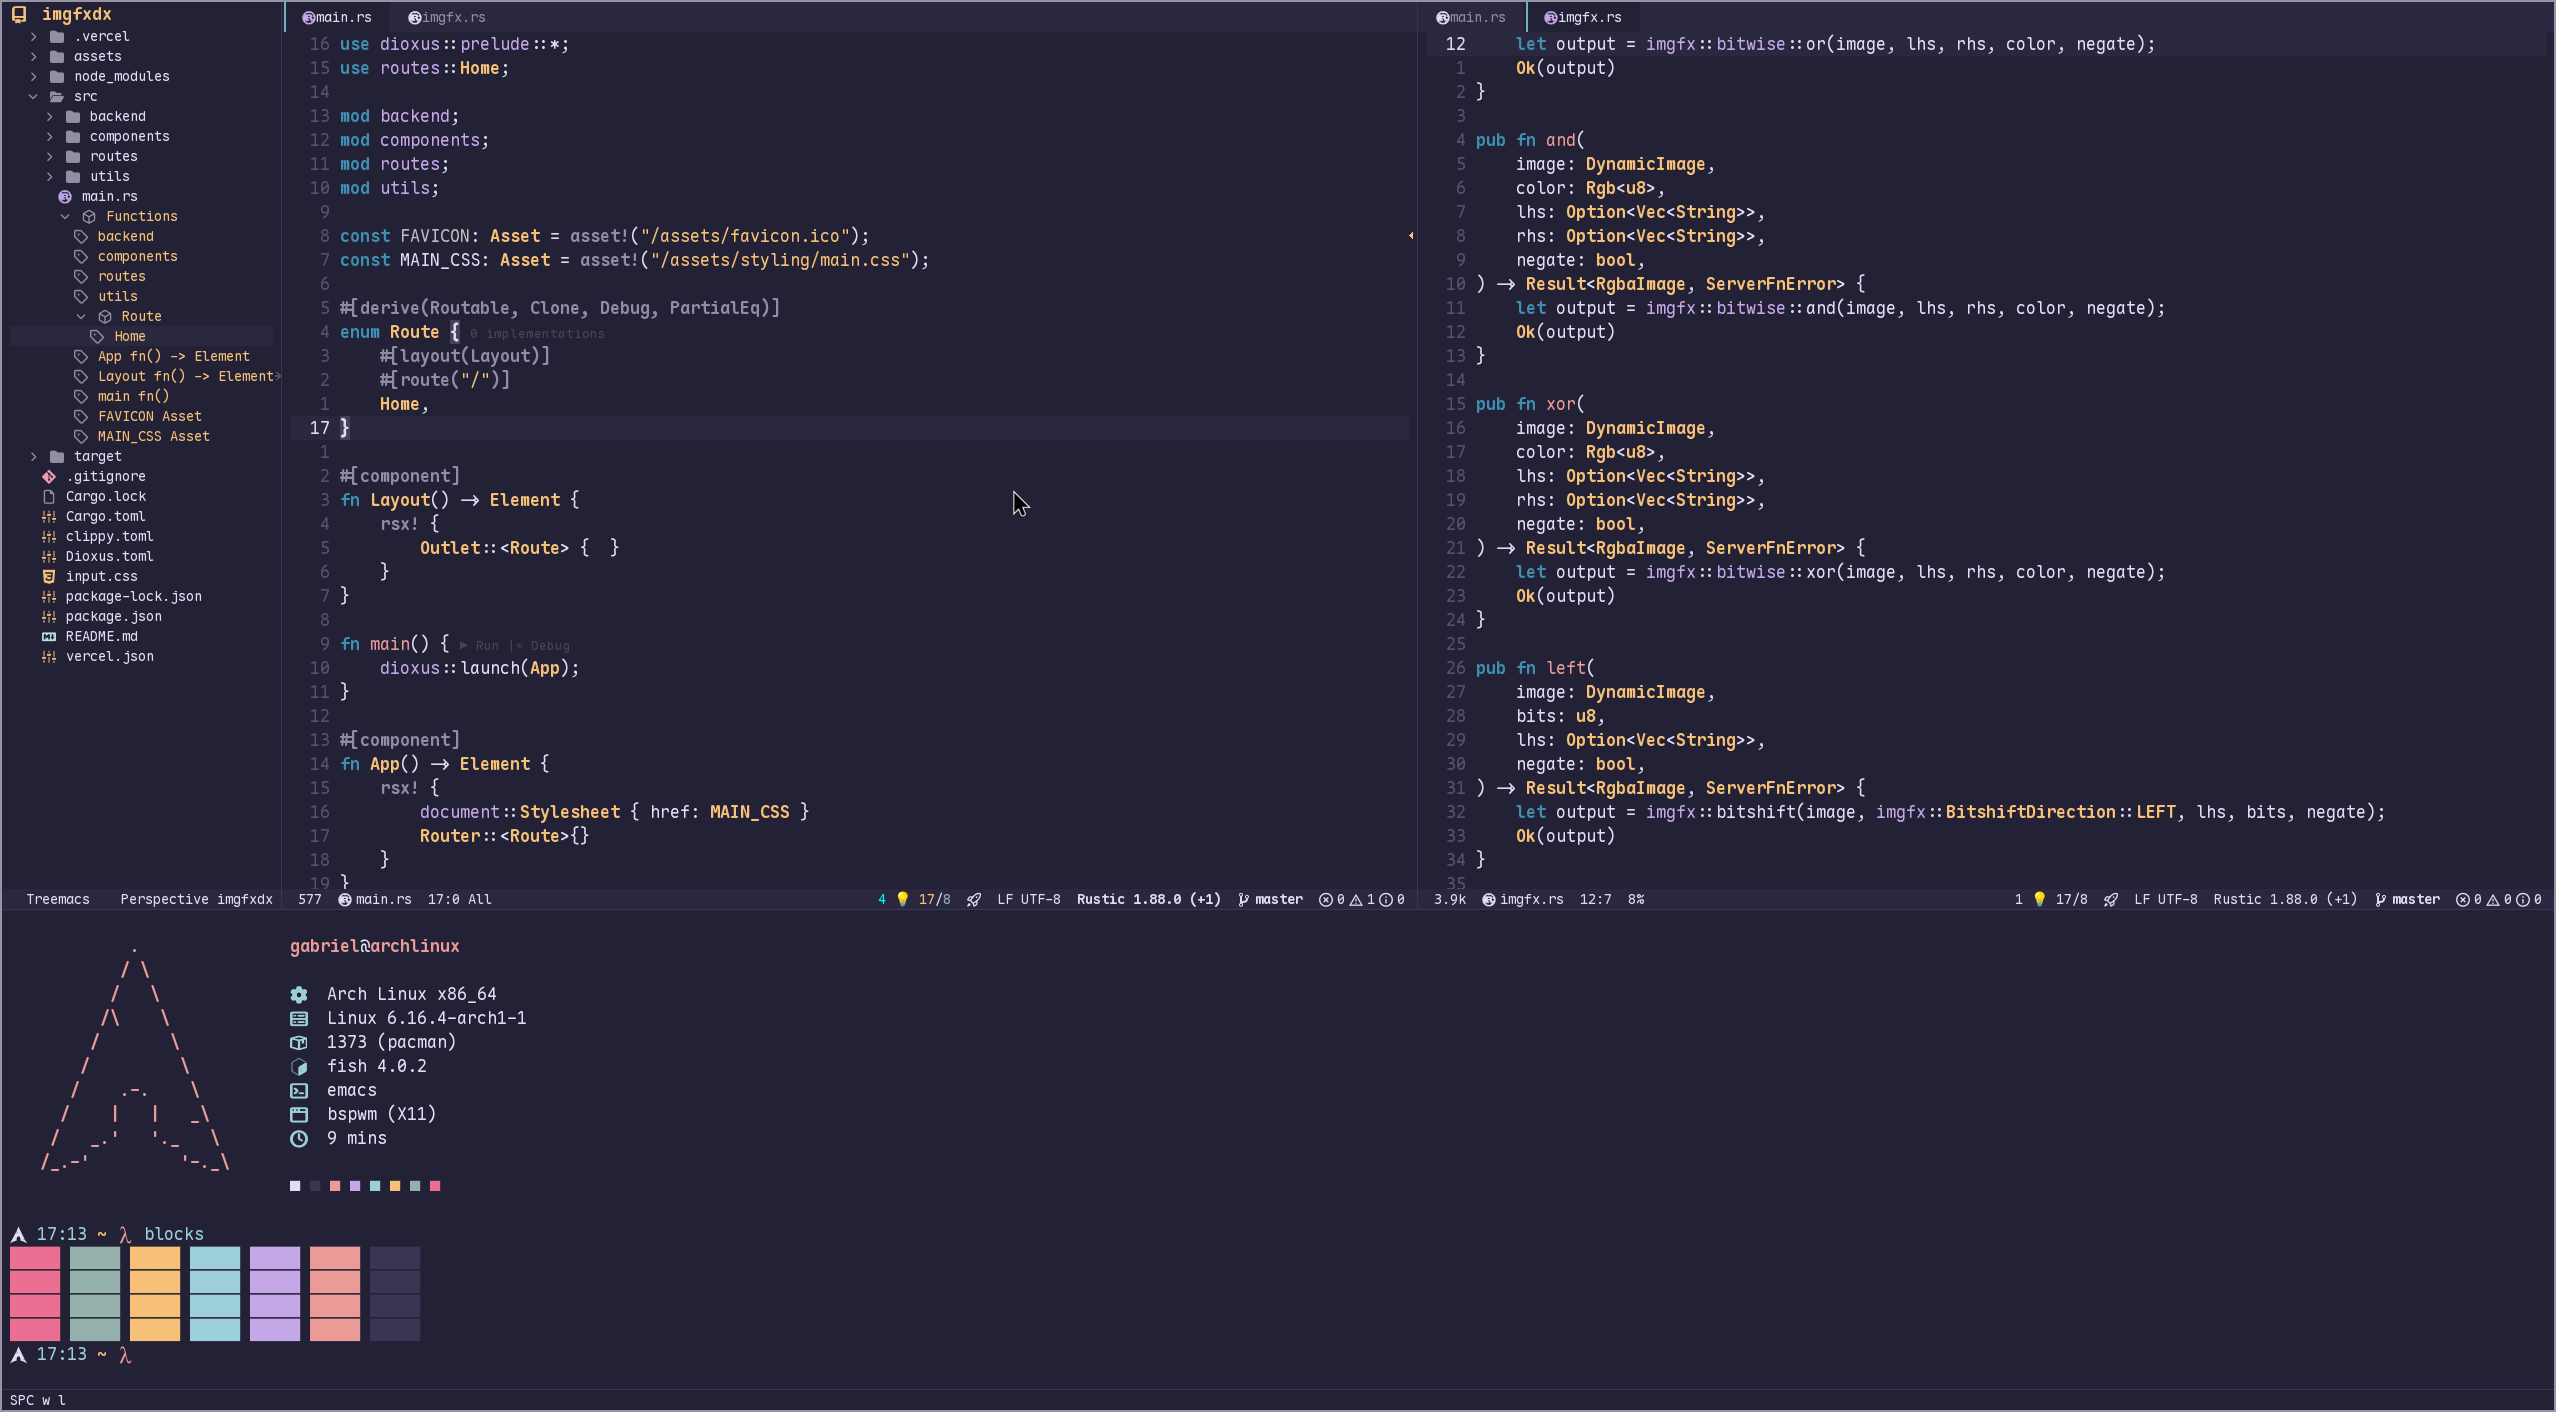 imgfxdx
.vercel
assets
node_modules
src
backend
components
routes
utils
main.rs
Functions
backend
components
routes
utils
Route
Home
App fn() -> Element
Layout fn() -> Element
main fn()
FAVICON Asset
MAIN_CSS Asset
target
.gitignore
Cargo.lock
Cargo.toml
clippy.toml
Dioxus.toml
input.css
package-lock.json
package.json
README.md
vercel.json
Treemacs Perspective imgfxdx
main.rs imgfx.rs
16 use dioxus::prelude::*;
15 use routes::Home;
14
13 mod backend;
12 mod components;
11 mod routes;
10 mod utils;
9
8 const FAVICON: Asset = asset!("/assets/favicon.ico");
7 const MAIN_CSS: Asset = asset!("/assets/styling/main.css");
6
5 #[derive(Routable, Clone, Debug, PartialEq)]
4 enum Route { 0 implementations
3 #[layout(Layout)]
2 #[route("/")]
1 Home,
17 }
1
2 #[component]
3 fn Layout() -> Element {
4 rsx! {
5 Outlet::<Route> { }
6 }
7 }
8
9 fn main() { ▶ Run | Debug
10 dioxus::launch(App);
11 }
12
13 #[component]
14 fn App() -> Element {
15 rsx! {
16 document::Stylesheet { href: MAIN_CSS }
17 Router::<Route>{}
18 }
19 }
577 main.rs 17:0 All 4 💡 17/8 LF UTF-8 Rustic 1.88.0 (+1) master 0 1 0
main.rs imgfx.rs
12 let output = imgfx::bitwise::or(image, lhs, rhs, color, negate);
1 Ok(output)
2 }
3
4 pub fn and(
5 image: DynamicImage,
6 color: Rgb<u8>,
7 lhs: Option<Vec<String>>,
8 rhs: Option<Vec<String>>,
9 negate: bool,
10 ) -> Result<RgbaImage, ServerFnError> {
11 let output = imgfx::bitwise::and(image, lhs, rhs, color, negate);
12 Ok(output)
13 }
14
15 pub fn xor(
16 image: DynamicImage,
17 color: Rgb<u8>,
18 lhs: Option<Vec<String>>,
19 rhs: Option<Vec<String>>,
20 negate: bool,
21 ) -> Result<RgbaImage, ServerFnError> {
22 let output = imgfx::bitwise::xor(image, lhs, rhs, color, negate);
23 Ok(output)
24 }
25
26 pub fn left(
27 image: DynamicImage,
28 bits: u8,
29 lhs: Option<Vec<String>>,
30 negate: bool,
31 ) -> Result<RgbaImage, ServerFnError> {
32 let output = imgfx::bitshift(image, imgfx::BitshiftDirection::LEFT, lhs, bits, negate);
33 Ok(output)
34 }
35
3.9k imgfx.rs 12:7 8% 1 💡 17/8 LF UTF-8 Rustic 1.88.0 (+1) master 0 0 0
gabriel@archlinux
Arch Linux x86_64
Linux 6.16.4-arch1-1
1373 (pacman)
fish 4.0.2
emacs
bspwm (X11)
9 mins
17:13 ~ λ blocks
17:13 ~ λ
SPC w l